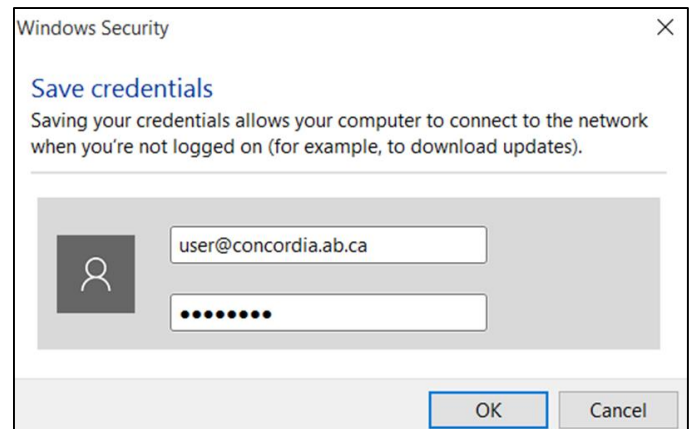 Windows Security
Save credentials
Saving your credentials allows your computer to connect to the network
when you're not logged on (for example, to download updates).
user@concordia.ab.ca
●●●●●●●●
OK
Cancel